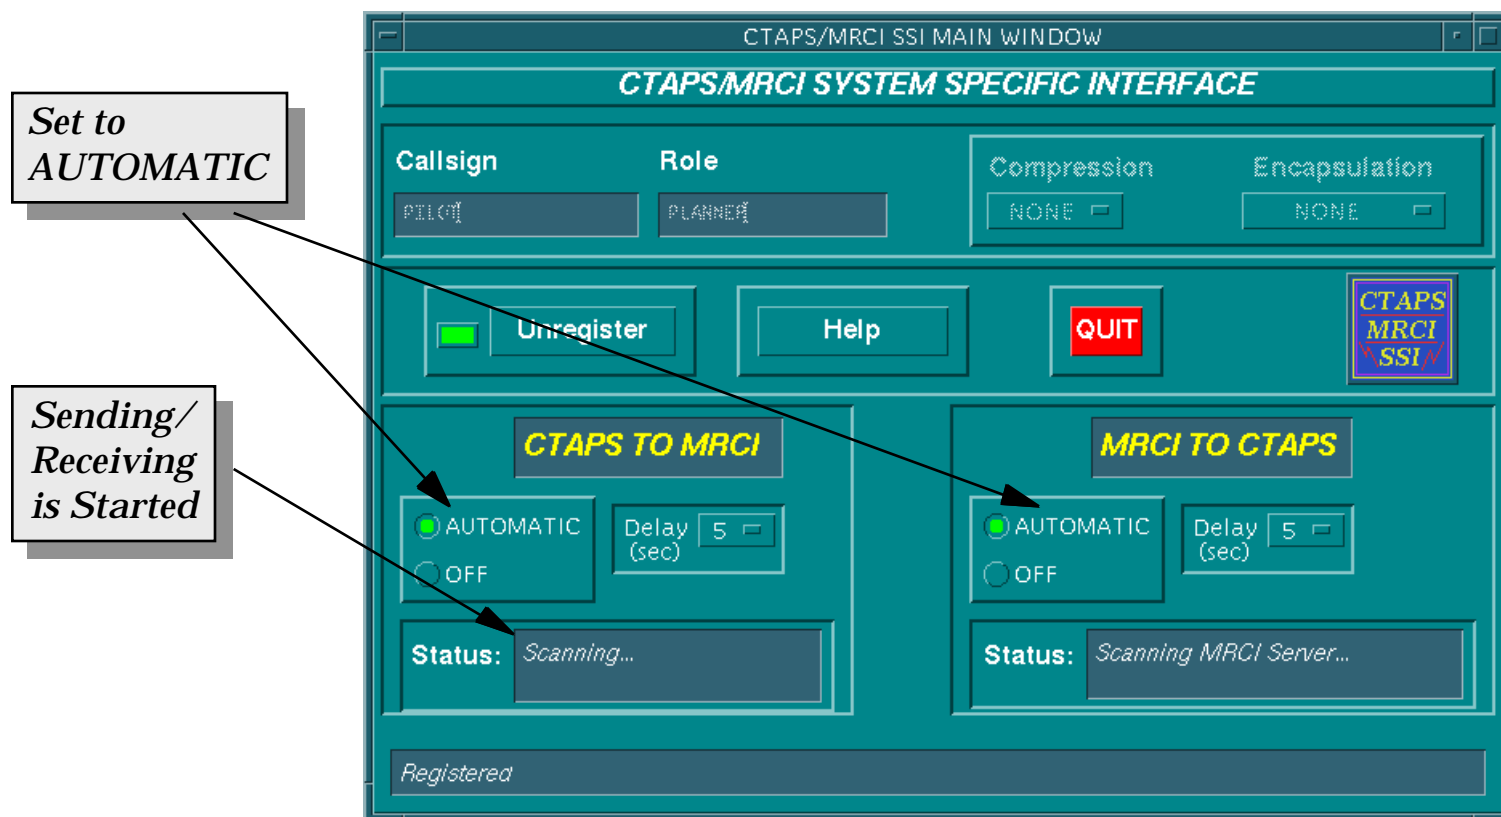 CTAPS/MRCI SSI MAIN WINDOW
CTAPS/MRCI SYSTEM SPECIFIC INTERFACE
Set to
AUTOMATIC
Callsign
Role
Compression
Encapsulation
PILOT
PLANNER
NONE
NONE
Unregister
Help
QUIT
CTAPS
MRCI
SSI
Sending/
Receiving
is Started
CTAPS TO MRCI
AUTOMATIC
OFF
Delay
(sec)
5
Status:
Scanning...
MRCI TO CTAPS
AUTOMATIC
OFF
Delay
(sec)
5
Status:
Scanning MRCI Server...
Registered